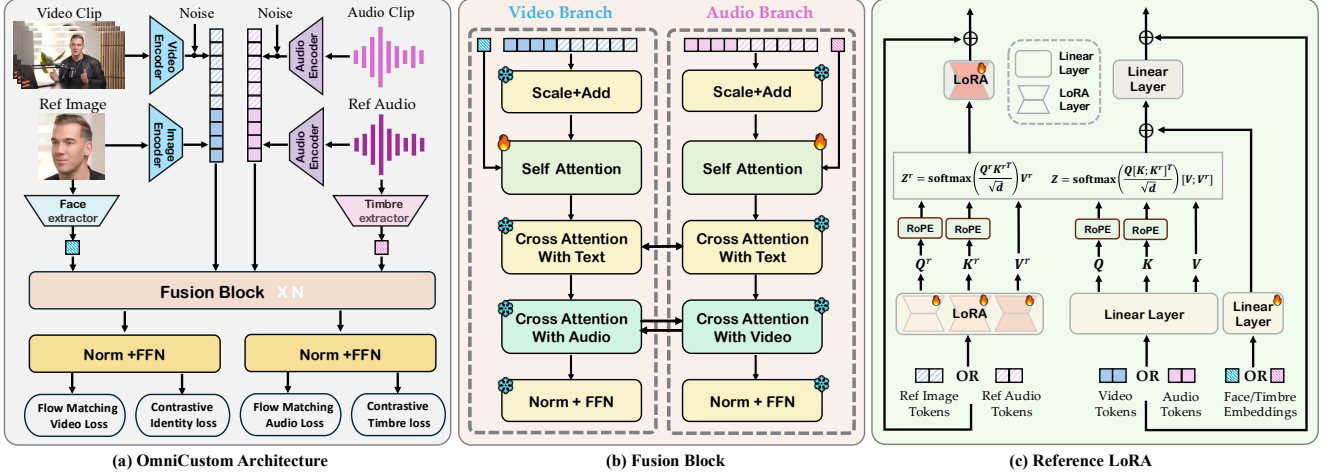 Video Clip
Noise
Noise
Audio Clip
Video
Encoder
Audio
Encoder
Ref Image
Ref Audio
Image
Encoder
Audio
Encoder
Face
extractor
Timbre
extractor
Fusion Block X N
Norm +FFN
Norm +FFN
Flow Matching
Video Loss
Contrastive
Identity loss
Flow Matching
Audio Loss
Contrastive
Timbre loss
(a) OmniCustom Architecture
Video Branch
Audio Branch
Scale+Add
Scale+Add
Self Attention
Self Attention
Cross Attention
With Text
Cross Attention
With Text
Cross Attention
With Audio
Cross Attention
With Video
Norm + FFN
Norm + FFN
(b) Fusion Block
LoRA
Linear
Layer
LoRA
Layer
Linear
Layer
Z^r = softmax(Q^r K^{rT} / √d) V^r
Z = softmax(Q[K; K^r]^T / √d) [V; V^r]
RoPE
RoPE
RoPE
RoPE
Q^r
K^r
V^r
Q
K
V
LoRA
Linear Layer
Linear
Layer
OR
OR
OR
Ref Image
Tokens
Ref Audio
Tokens
Video
Tokens
Audio
Tokens
Face/Timbre
Embeddings
(c) Reference LoRA